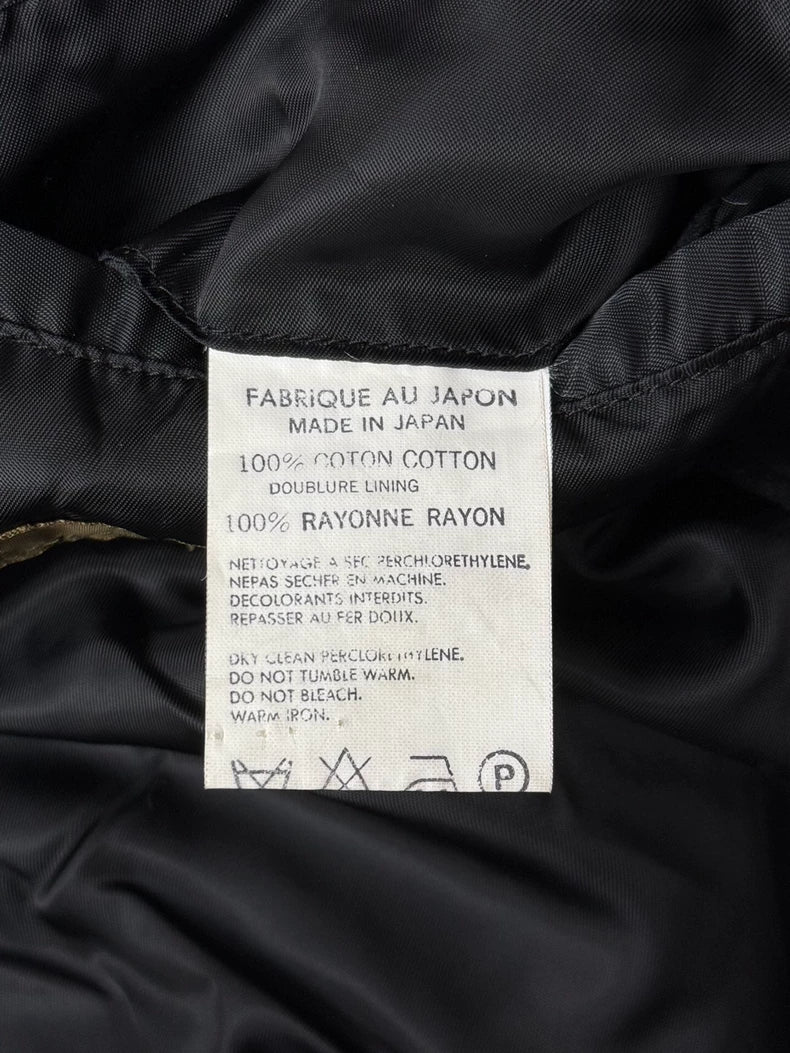 FABRIQUE AU JAPON
MADE IN JAPAN
100% COTON COTTON
DOUBLURE LINING
100% RAYONNE RAYON
NETTOYAGE A SEC PERCHLORETHYLENE.
NEPAS SECHER EN MACHINE.
DECOLORANTS INTERDITS.
REPASSER AU FER DOUX.
DRY CLEAN PERCLORETHYLENE.
DO NOT TUMBLE WARM.
DO NOT BLEACH.
WARM IRON.
P